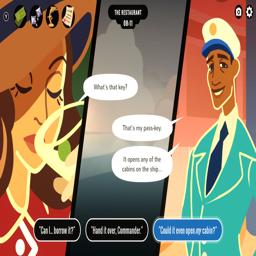 THE RESTAURANT
08:11
What's that key?
That's my pass-key.
It opens any of the
cabins on the ship...
"Can I... borrow it?"
"Hand it over, Commander."
"Could it even open my cabin?"